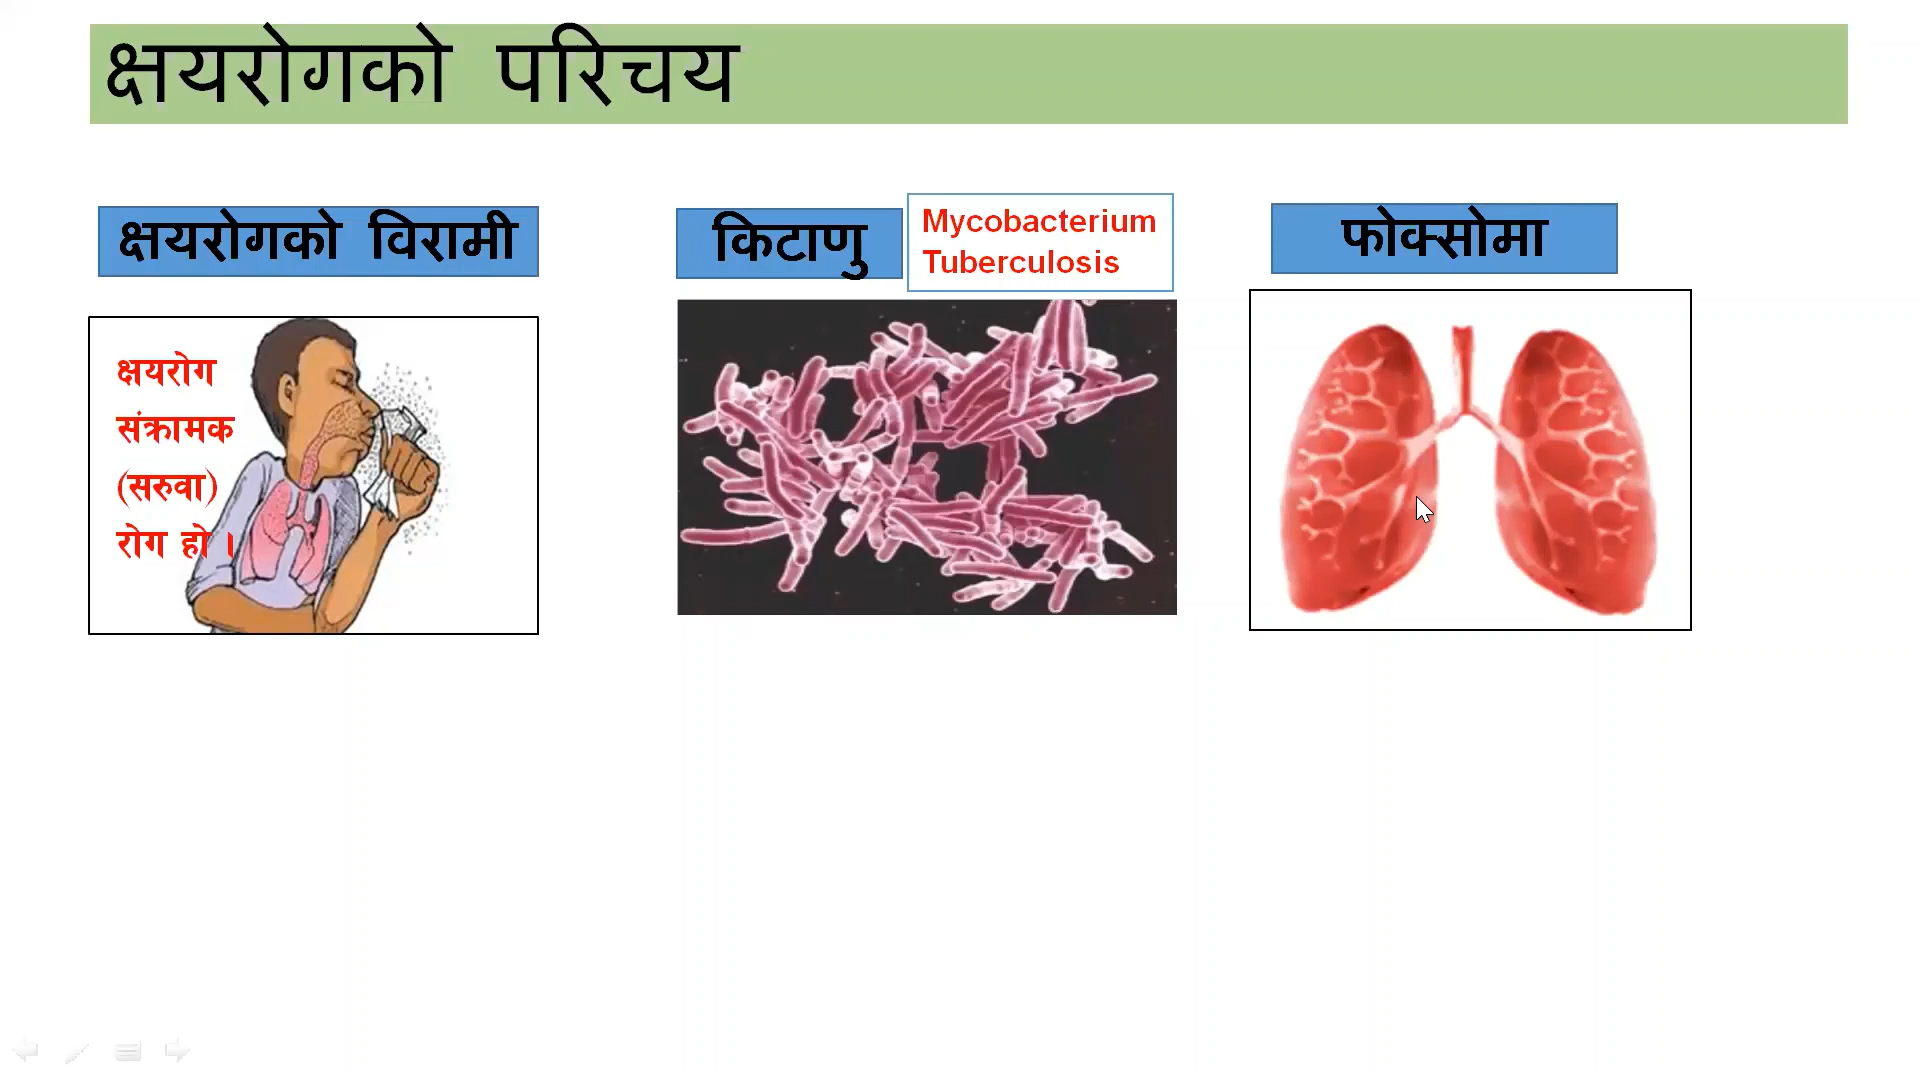 क्षयरोगको परिचय
क्षयरोगको विरामी
किटाणु
Mycobacterium
Tuberculosis
फोक्सोमा
क्षयरोग
संक्रामक
(सरुवा)
रोग हो ।